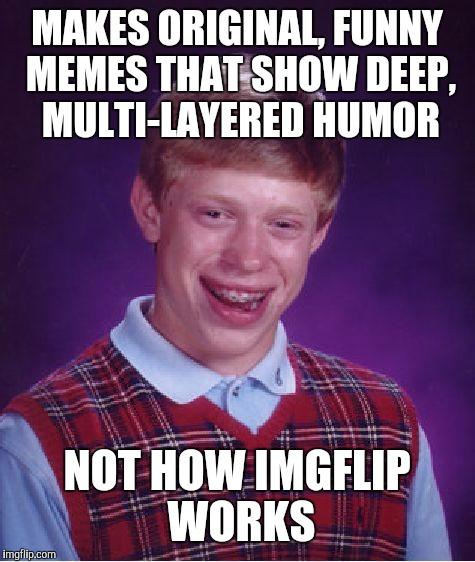 MAKES ORIGINAL, FUNNY
MEMES THAT SHOW DEEP,
MULTI-LAYERED HUMOR
NOT HOW IMGFLIP
WORKS
imgflip.com